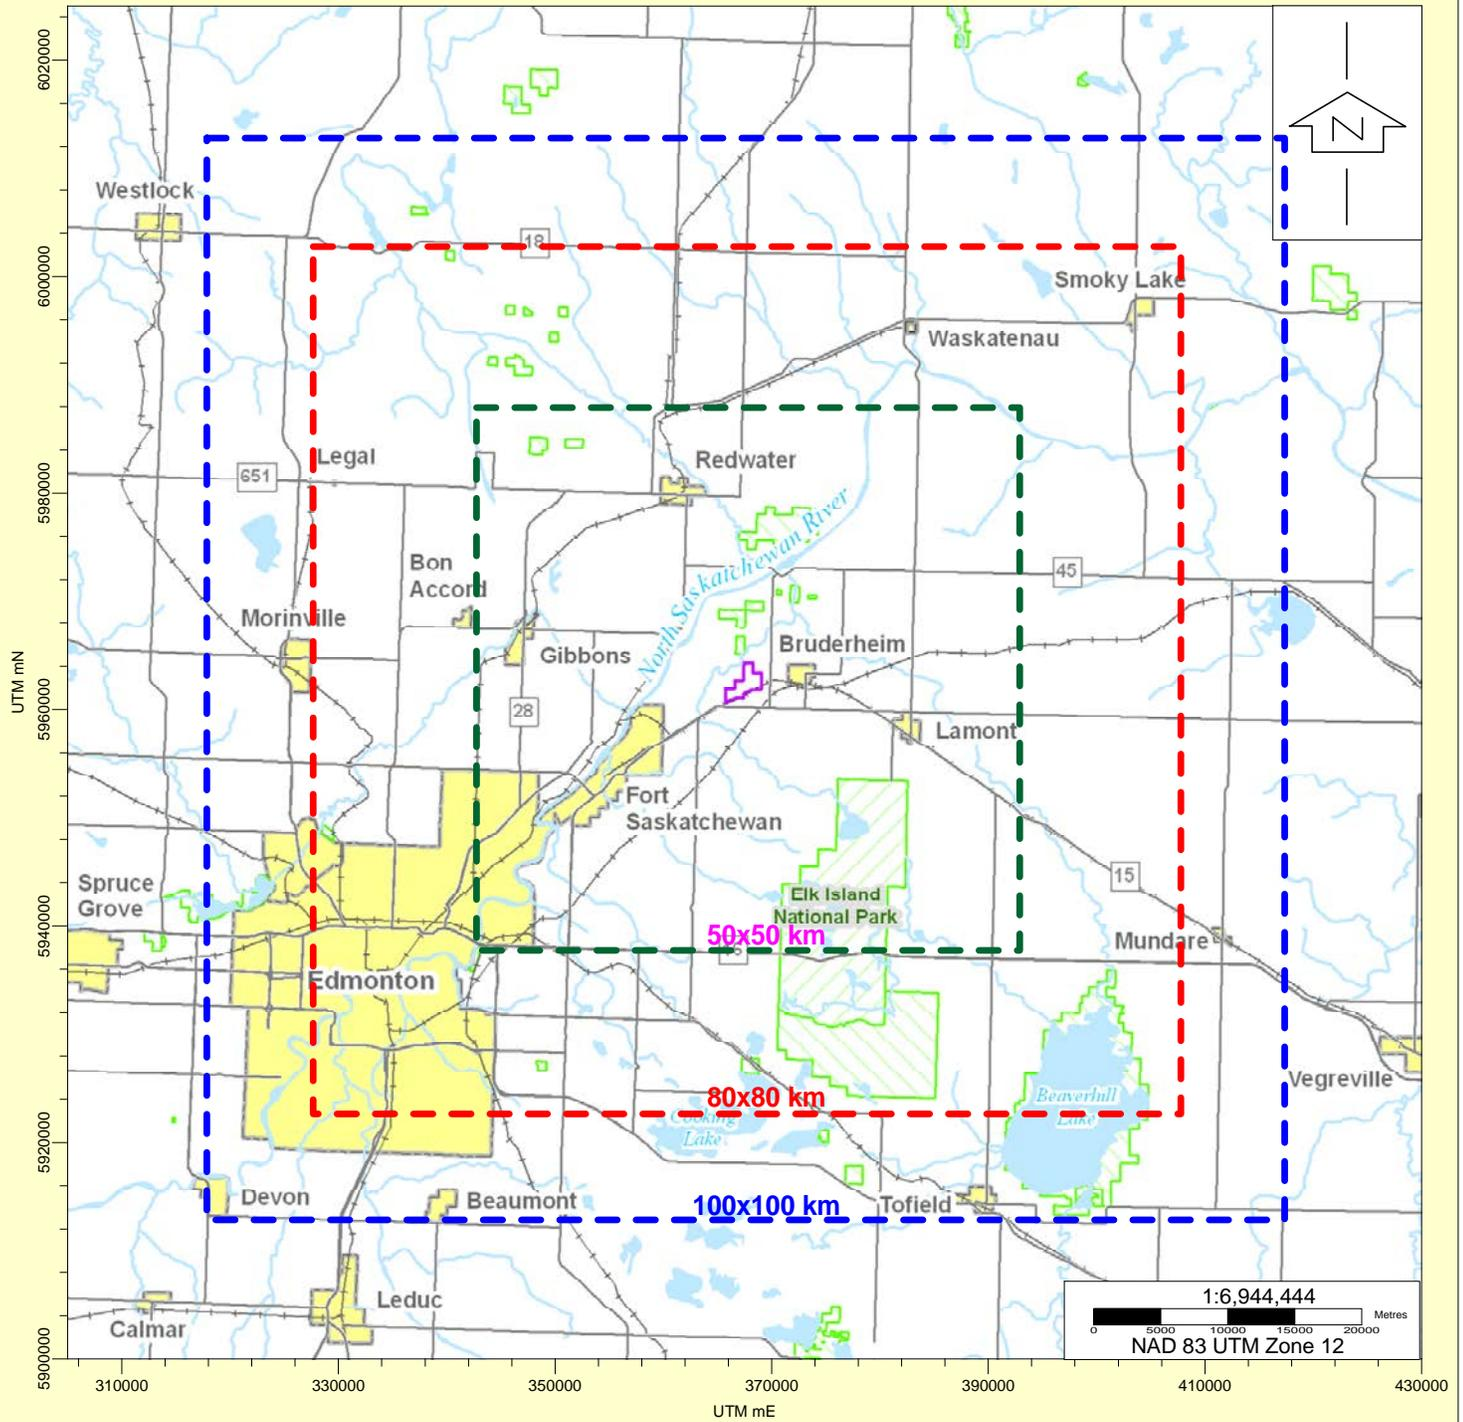 6020000
N
Westlock
18
6000000
Smoky Lake
Waskatenau
Legal
Redwater
651
5980000
North Saskatchewan River
Bon
Accord
45
Morinville
Bruderheim
Gibbons
UTM mN
28
5960000
Lamont
Fort
Saskatchewan
Spruce
Grove
15
Elk Island
National Park
5940000
50x50 km
Mundare
Edmonton
Vegreville
80x80 km
Beaverhill
Lake
Cooking
Lake
5920000
Devon
Beaumont
100x100 km
Tofield
Leduc
Calmar
1:6,944,444
Metres
0 5000 10000 15000 20000
NAD 83 UTM Zone 12
5900000
310000 330000 350000 370000 390000 410000 430000
UTM mE